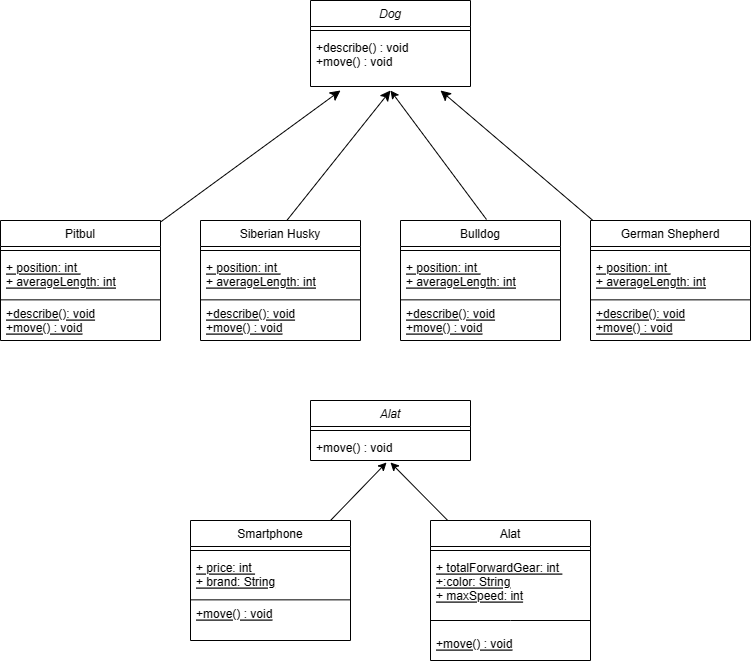 Dog
+describe() : void
+move() : void
Pitbul
+ position: int
+ averageLength: int
+describe(): void
+move() : void
Siberian Husky
+ position: int
+ averageLength: int
+describe(): void
+move() : void
Bulldog
+ position: int
+ averageLength: int
+describe(): void
+move() : void
German Shepherd
+ position: int
+ averageLength: int
+describe(): void
+move() : void
Alat
+move() : void
Smartphone
+ price: int
+ brand: String
+move() : void
Alat
+ totalForwardGear: int
+:color: String
+ maxSpeed: int
+move() : void